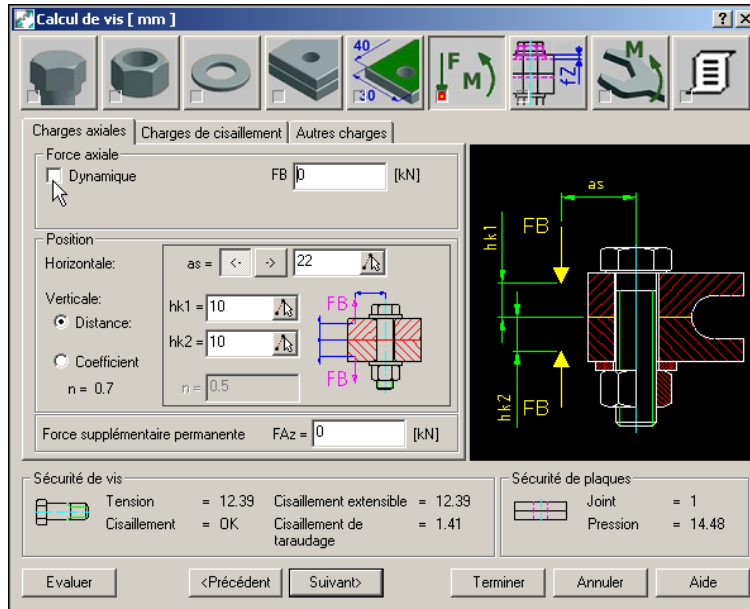 Calcul de vis [ mm ]
40
30
F
M
fZ
M
Charges axiales
Charges de cisaillement
Autres charges
Force axiale
Dynamique
FB 0 [kN]
Position
Horizontale:
as = <- -> 22
Verticale:
Distance:
Coefficient
n = 0.7
hk1 = 10
hk2 = 10
n = 0.5
FB
FB
Force supplémentaire permanente FAz = 0 [kN]
as
hk1
FB
hk2
FB
Sécurité de vis
Tension = 12.39 Cisaillement extensible = 12.39
Cisaillement = OK Cisaillement de taraudage = 1.41
Sécurité de plaques
Joint = 1
Pression = 14.48
Evaluer
<Précédent
Suivant>
Terminer
Annuler
Aide